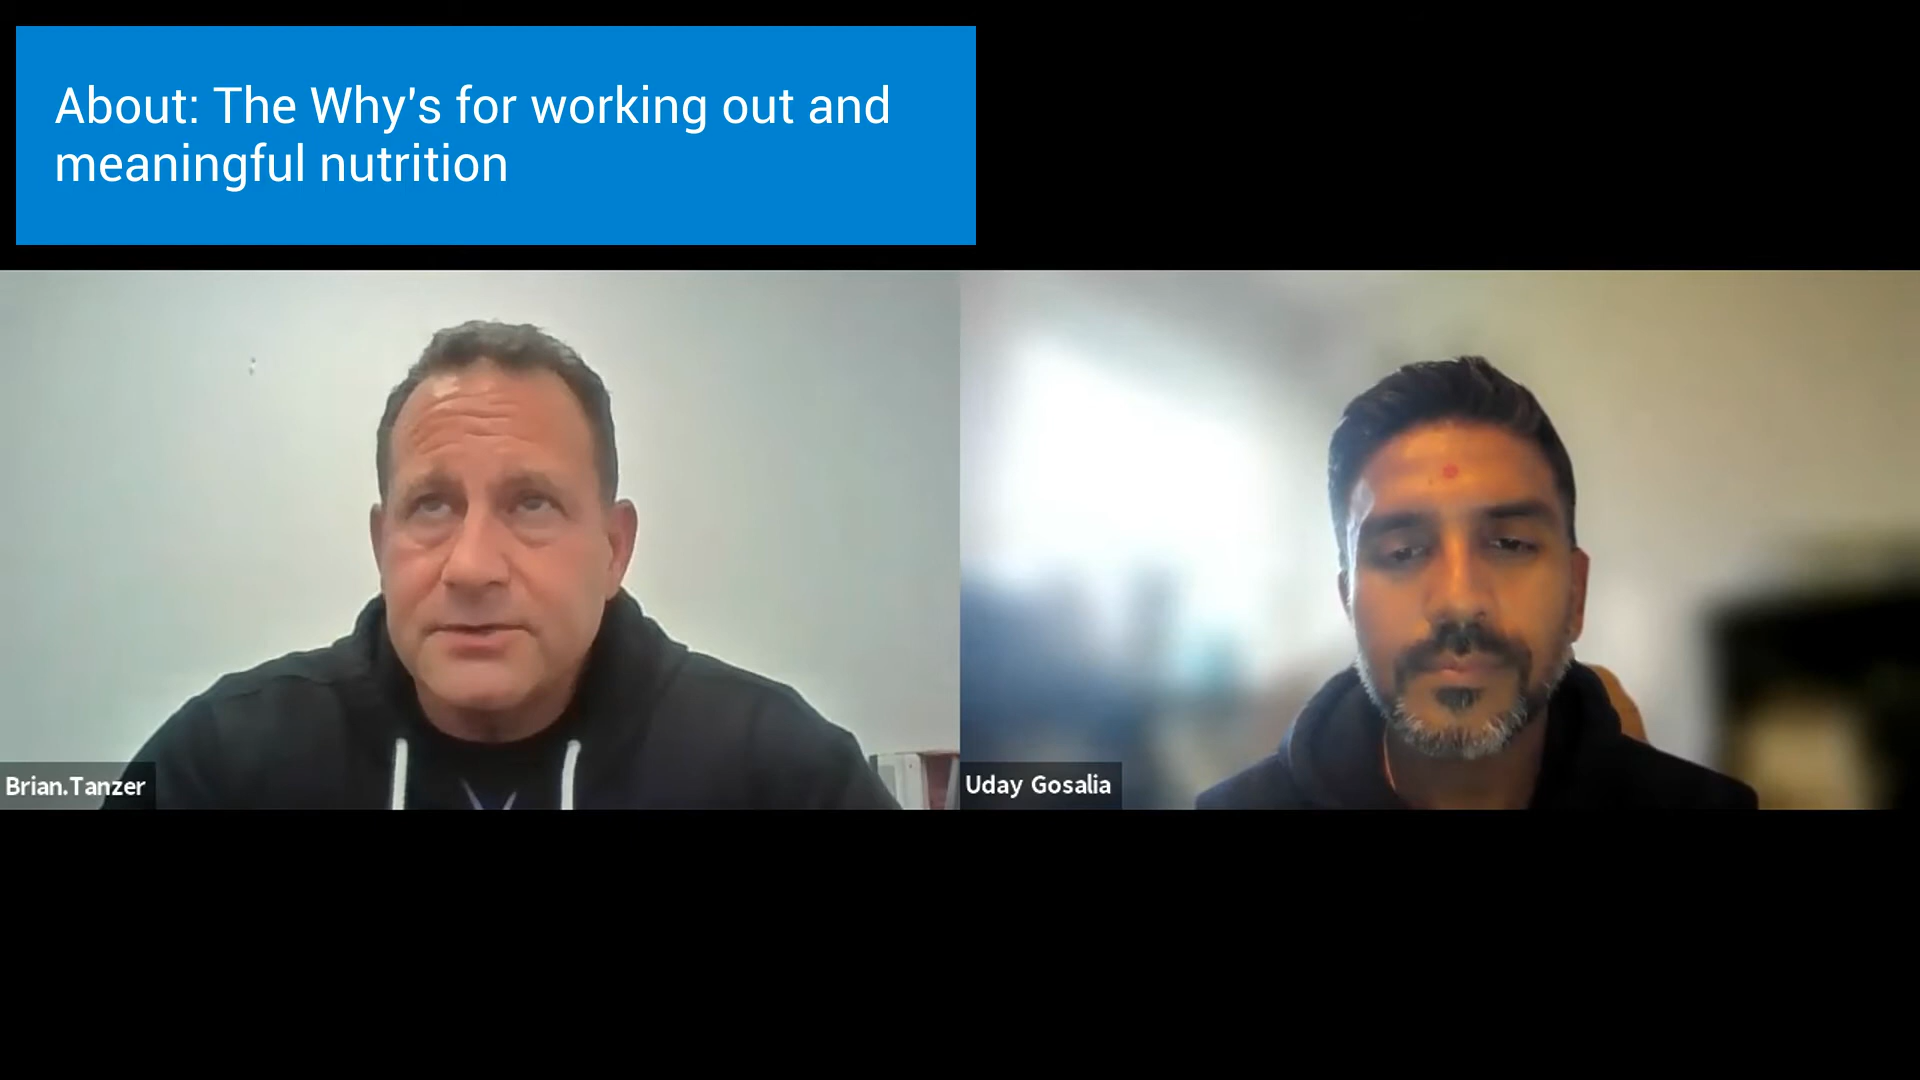 About: The Why's for working out and
meaningful nutrition
Brian.Tanzer
Uday Gosalia